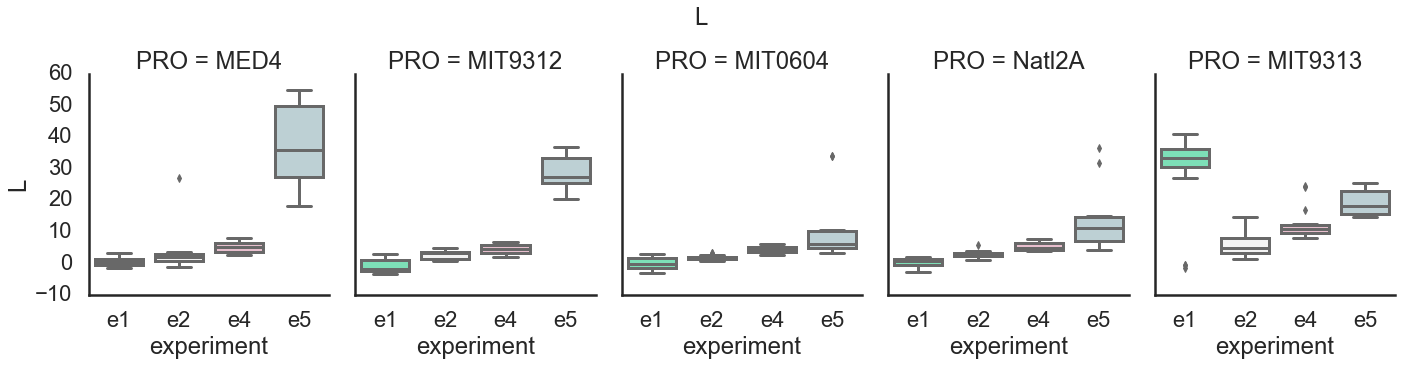 L
PRO = MED4 PRO = MIT9312 PRO = MIT0604 PRO = Natl2A PRO = MIT9313
60
50
40
30
20
10
0
−10
L
e1 e2 e4 e5 e1 e2 e4 e5 e1 e2 e4 e5 e1 e2 e4 e5 e1 e2 e4 e5
experiment experiment experiment experiment experiment